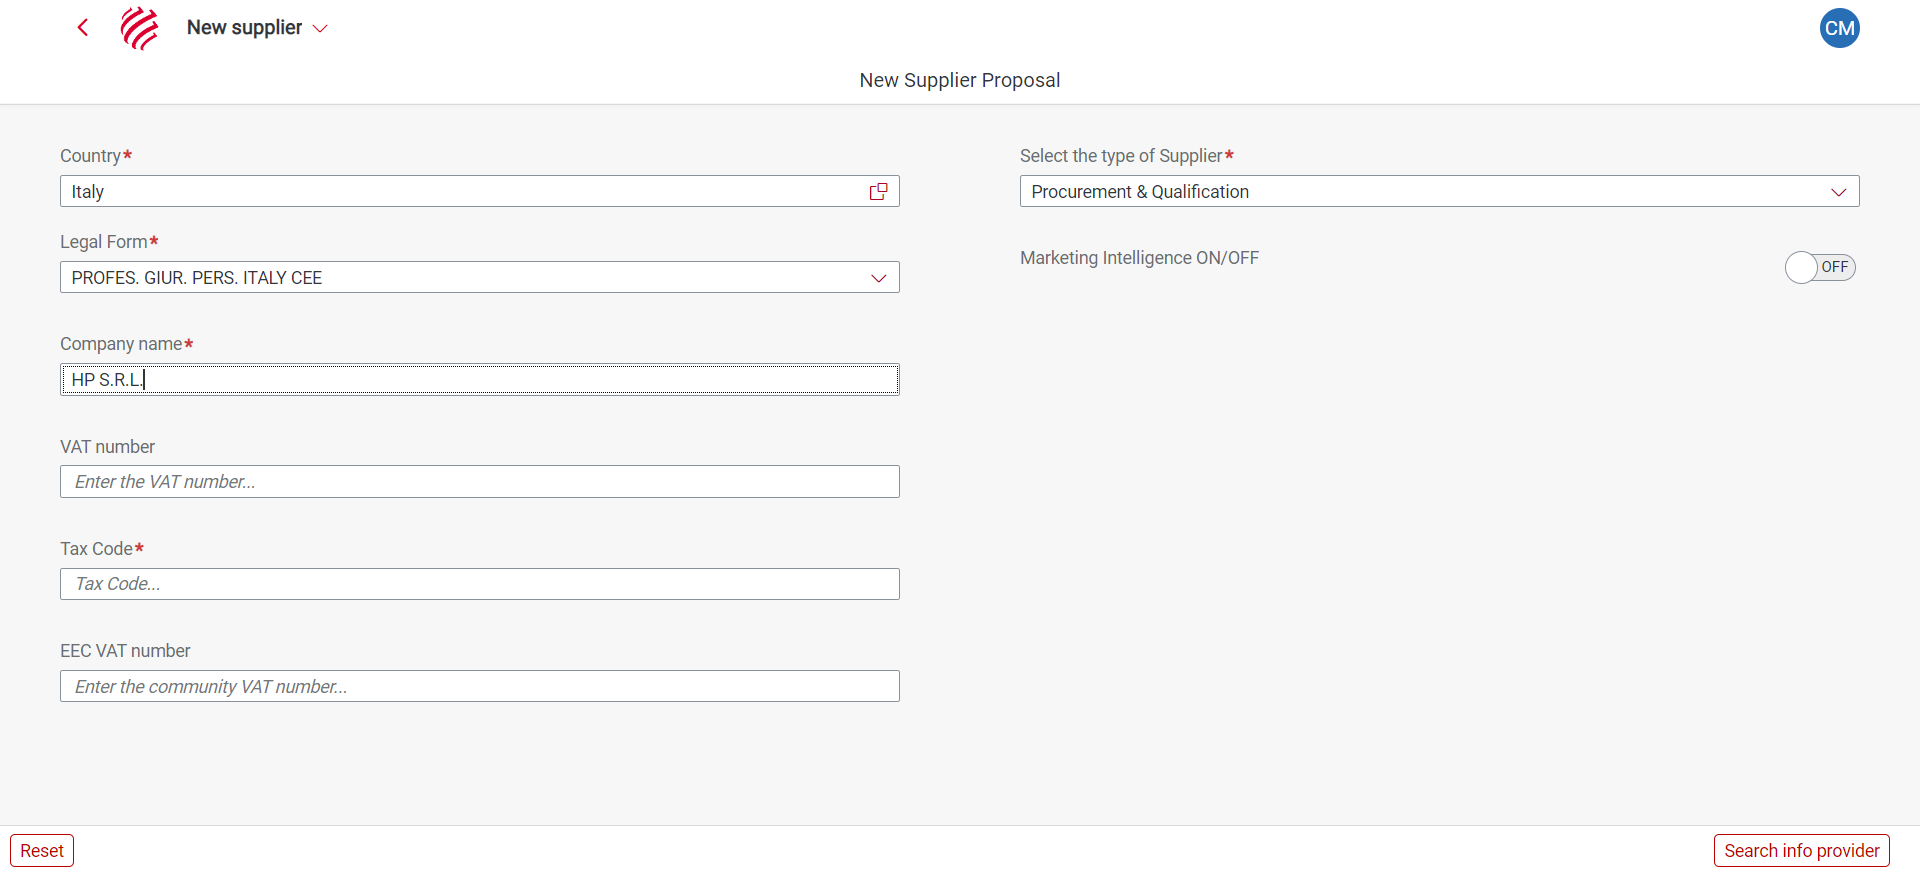 New supplier
CM
New Supplier Proposal
Country*
Italy
Legal Form*
PROFES. GIUR. PERS. ITALY CEE
Company name*
HP S.R.L.
VAT number
Enter the VAT number...
Tax Code*
Tax Code...
EEC VAT number
Enter the community VAT number...
Select the type of Supplier*
Procurement & Qualification
Marketing Intelligence ON/OFF
OFF
Reset
Search info provider